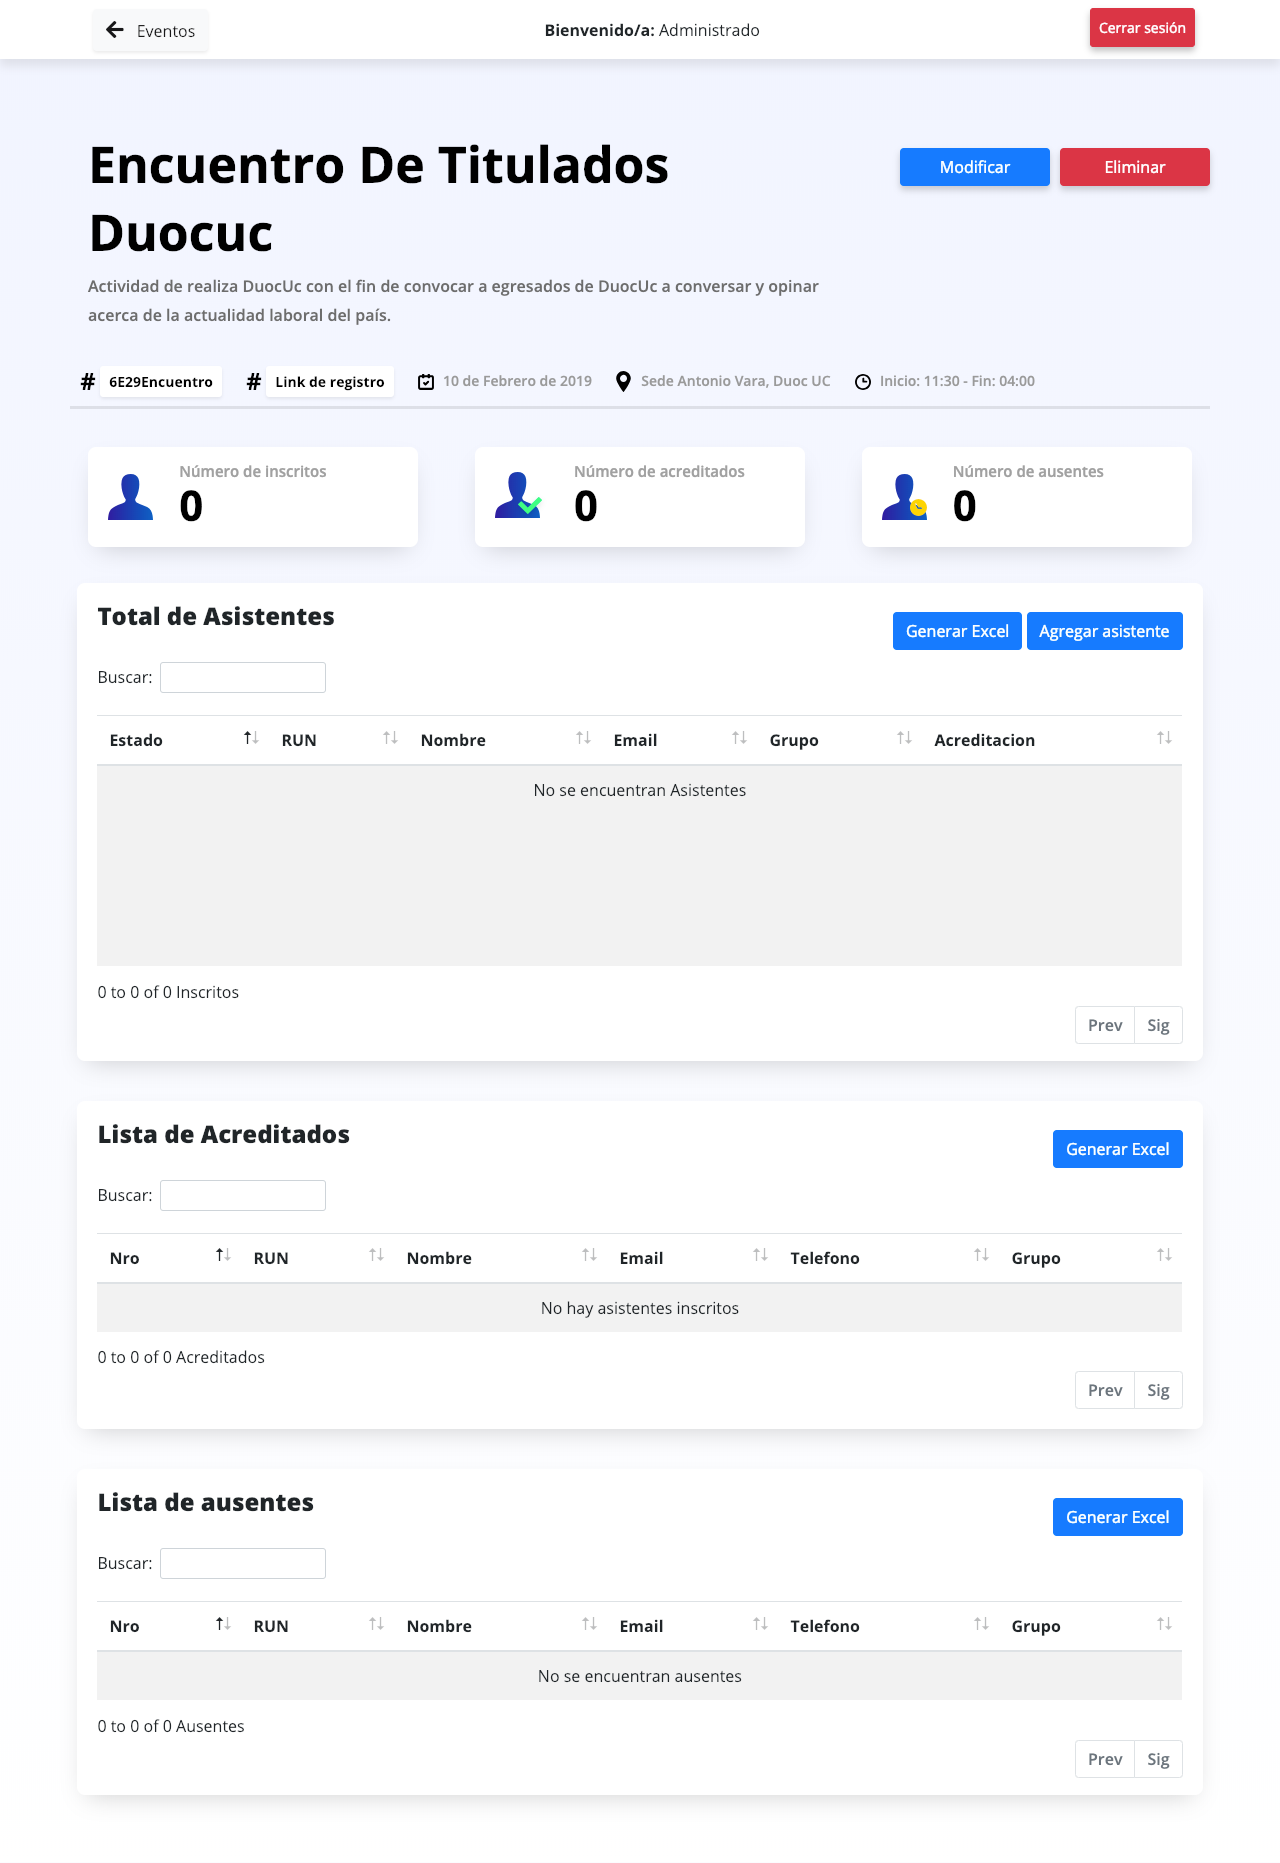 Eventos
Bienvenido/a: Administrado
Cerrar sesión
Encuentro De Titulados
Duocuc
Modificar
Eliminar
Actividad de realiza DuocUc con el fin de convocar a egresados de DuocUc a conversar y opinar
acerca de la actualidad laboral del país.
# 6E29Encuentro # Link de registro 10 de Febrero de 2019 Sede Antonio Vara, Duoc UC Inicio: 11:30 - Fin: 04:00
Número de inscritos
0
Número de acreditados
0
Número de ausentes
0
Total de Asistentes
Generar Excel Agregar asistente
Buscar:
Estado RUN Nombre Email Grupo Acreditacion
No se encuentran Asistentes
0 to 0 of 0 Inscritos
Prev Sig
Lista de Acreditados
Generar Excel
Buscar:
Nro RUN Nombre Email Telefono Grupo
No hay asistentes inscritos
0 to 0 of 0 Acreditados
Prev Sig
Lista de ausentes
Generar Excel
Buscar:
Nro RUN Nombre Email Telefono Grupo
No se encuentran ausentes
0 to 0 of 0 Ausentes
Prev Sig